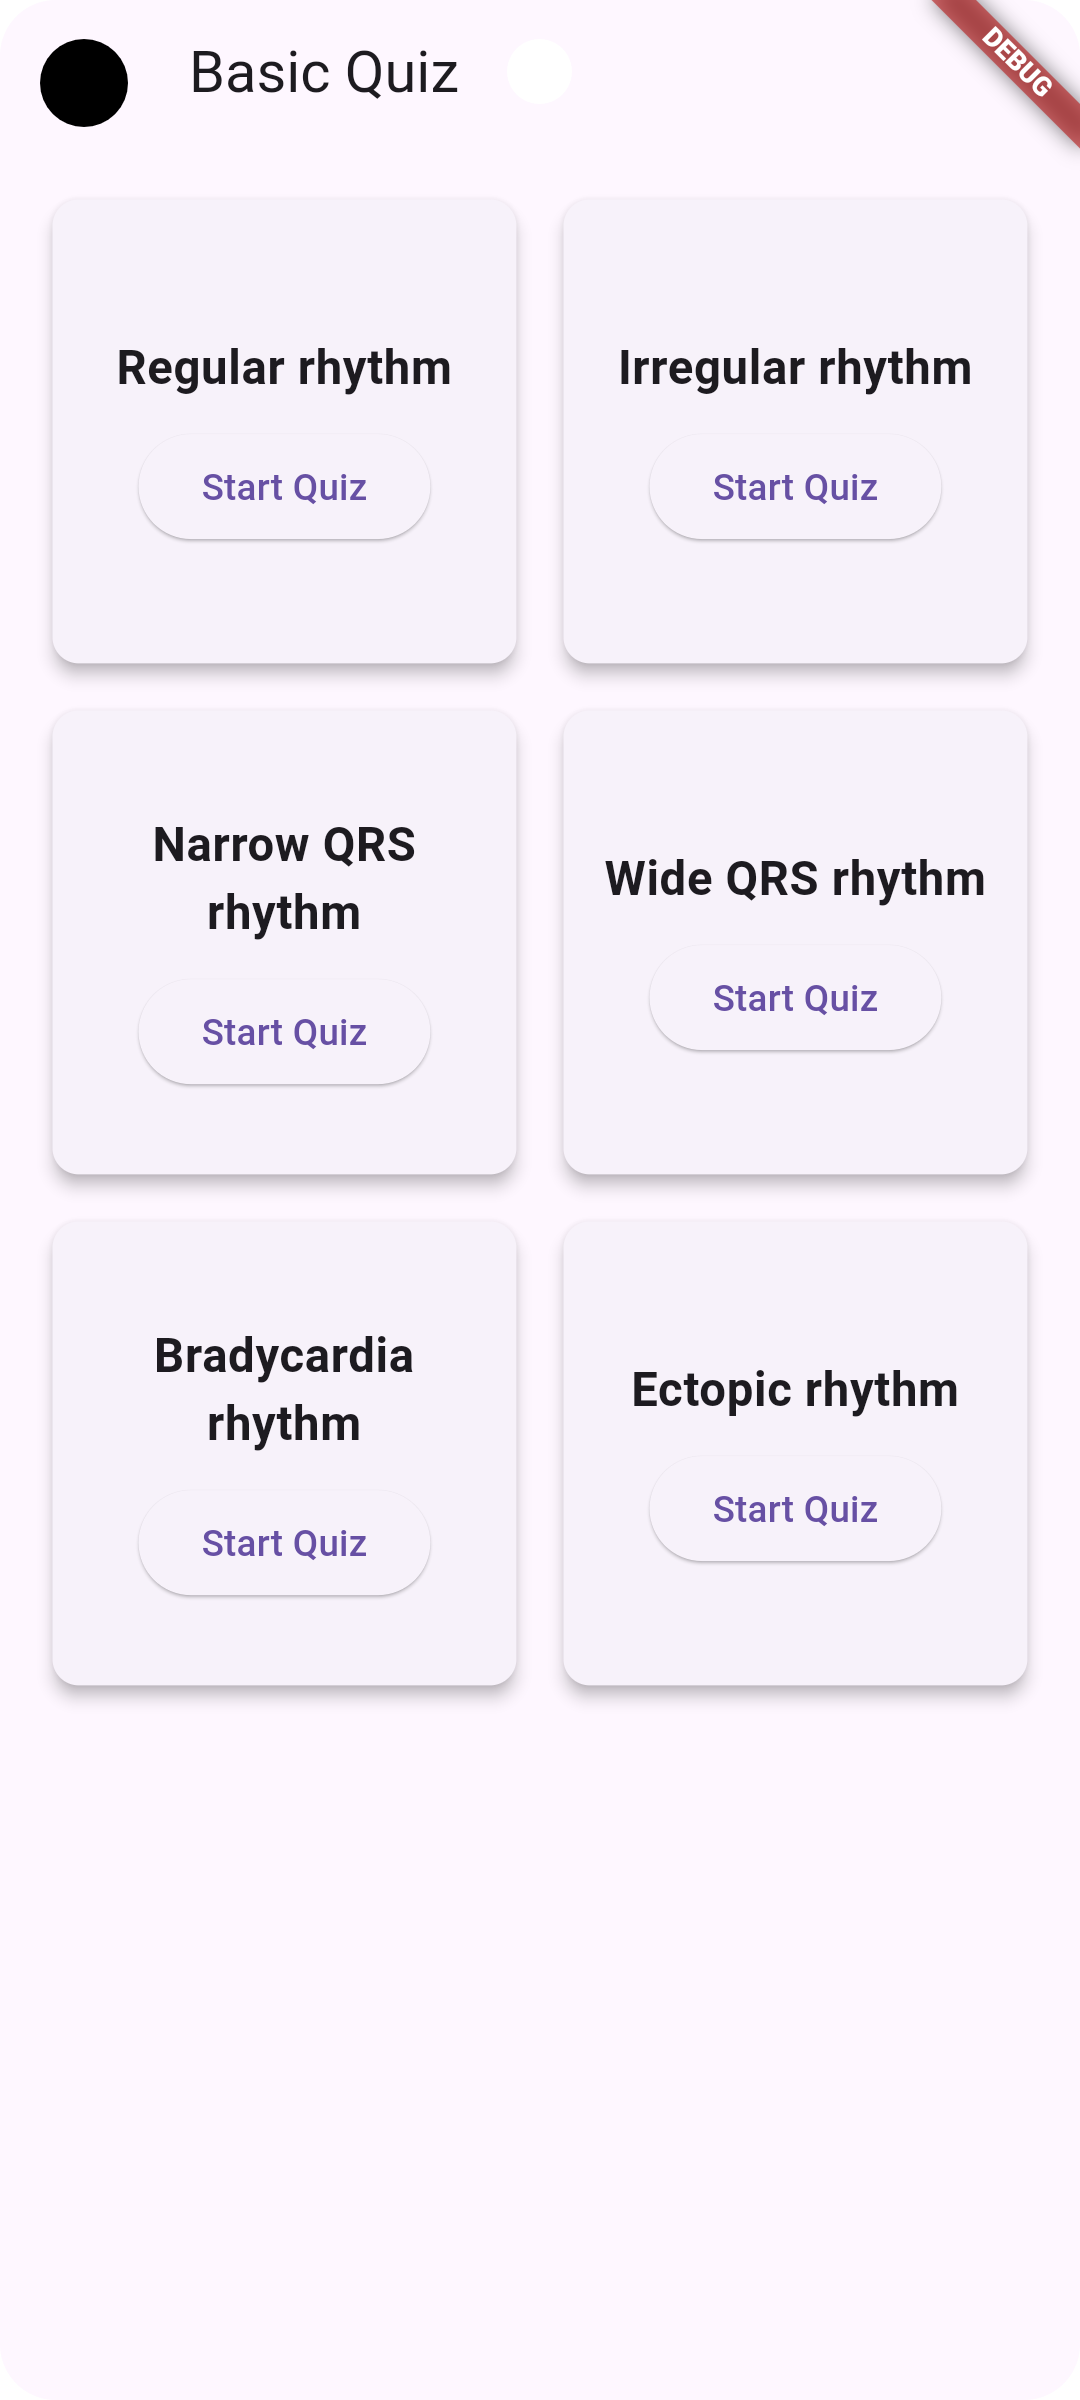 Basic Quiz
DEBUG
Regular rhythm
Start Quiz
Irregular rhythm
Start Quiz
Narrow QRS
rhythm
Start Quiz
Wide QRS rhythm
Start Quiz
Bradycardia
rhythm
Start Quiz
Ectopic rhythm
Start Quiz